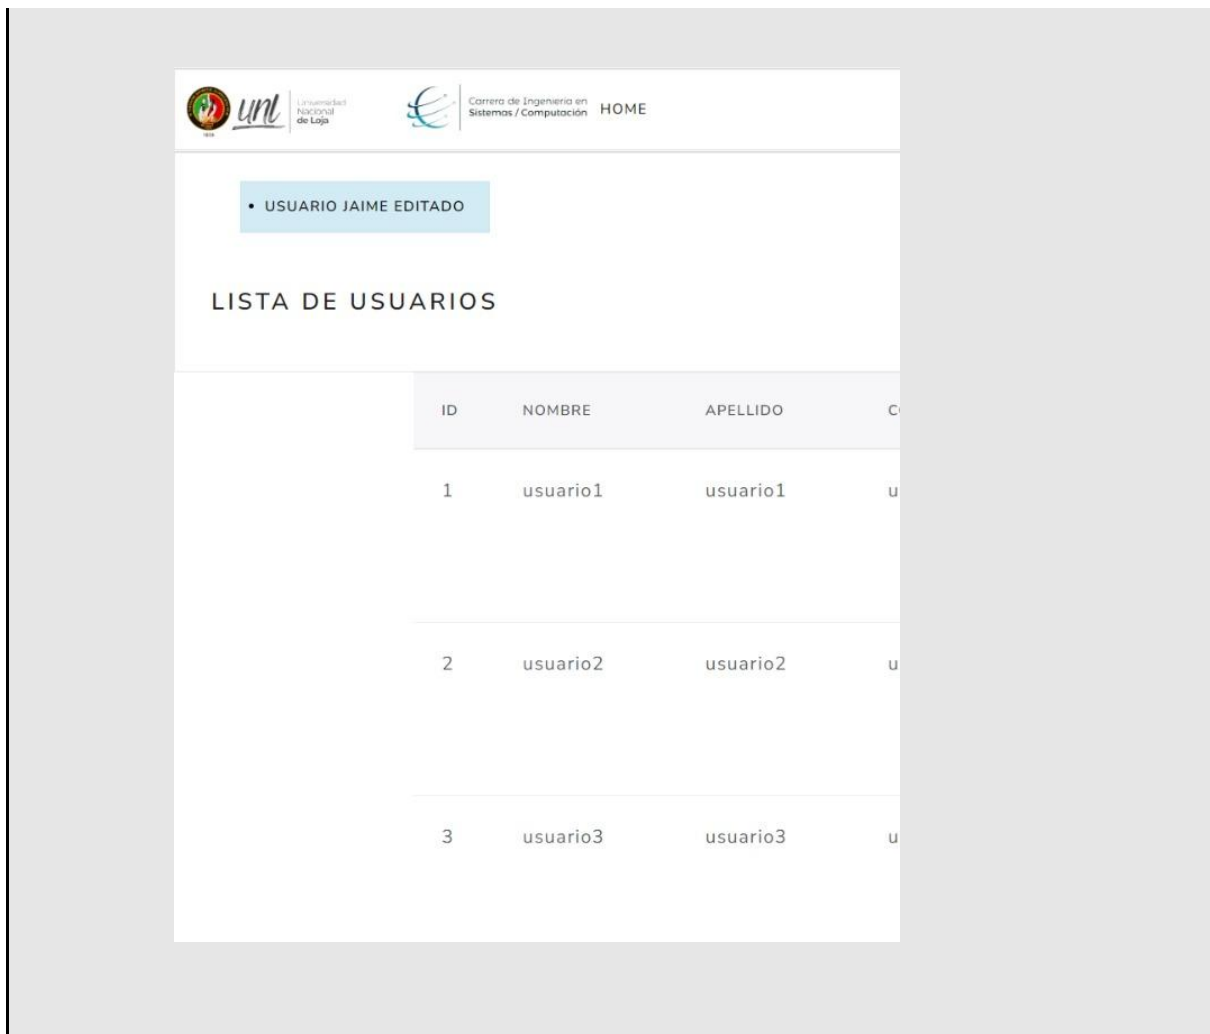 unl
Universidad
Nacional
de Loja
1859
Carrera de Ingeniería en
Sistemas / Computación
HOME
• USUARIO JAIME EDITADO
LISTA DE USUARIOS
ID NOMBRE APELLIDO
1 usuario1 usuario1 u
2 usuario2 usuario2 u
3 usuario3 usuario3 u